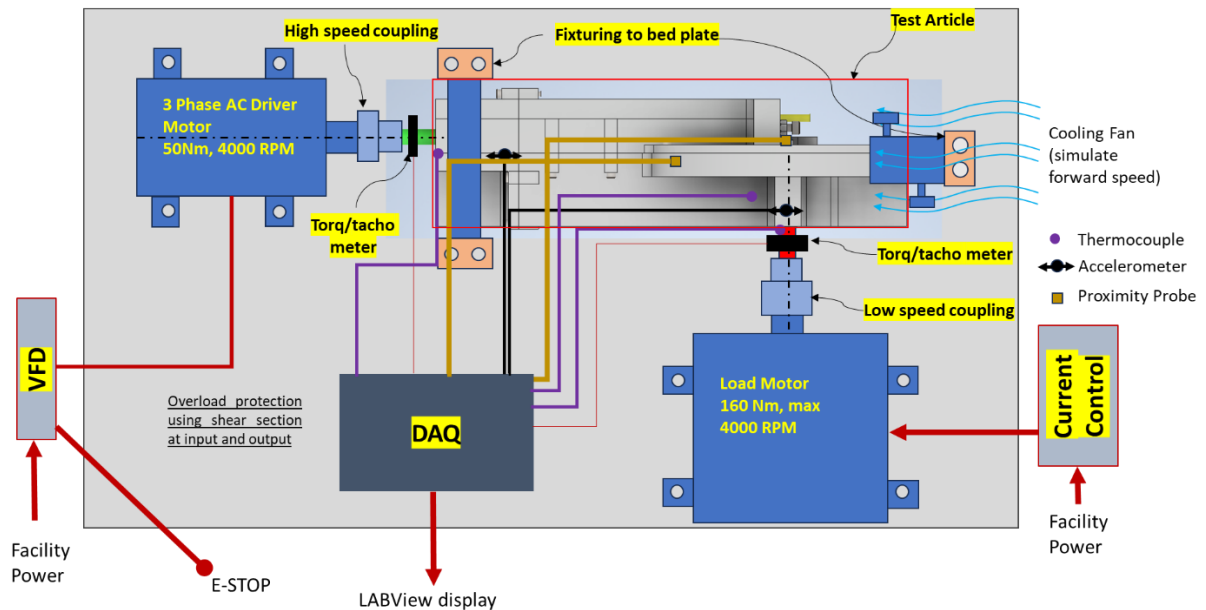 High speed coupling
Fixturing to bed plate
Test Article
3 Phase AC Driver
Motor
50Nm, 4000 RPM
Cooling Fan
(simulate
forward speed)
Torq/tacho
meter
Torq/tacho meter
Thermocouple
Accelerometer
Proximity Probe
Low speed coupling
VFD
Overload protection
using shear section
at input and output
DAQ
Load Motor
160 Nm, max
4000 RPM
Current
Control
Facility
Power
E-STOP
LABView display
Facility
Power